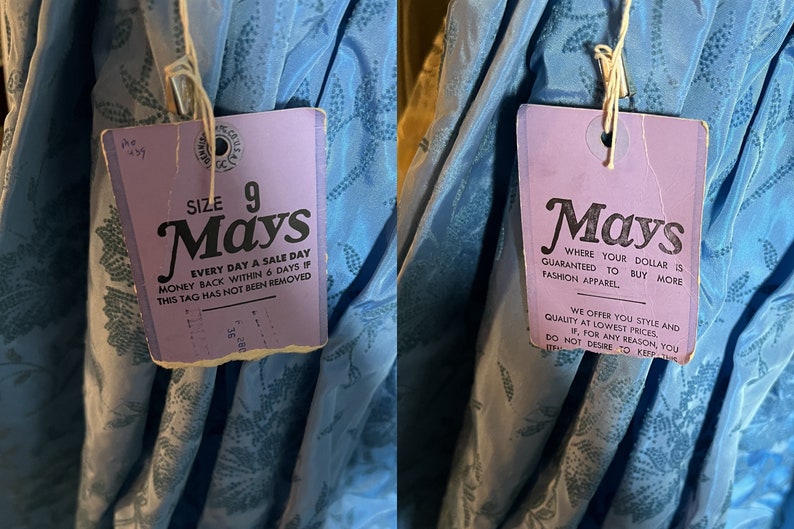 SIZE 9
Mays
EVERY DAY A SALE DAY
MONEY BACK WITHIN 6 DAYS IF
THIS TAG HAS NOT BEEN REMOVED
36
280
Mays
WHERE YOUR DOLLAR IS
GUARANTEED TO BUY MORE
FASHION APPAREL.
WE OFFER YOU STYLE AND
QUALITY AT LOWEST PRICES.
IF, FOR ANY REASON, YOU
DO NOT DESIRE TO KEEP THIS